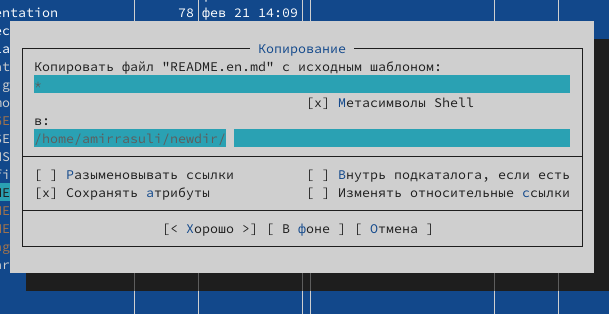 entation 78 фев 21 14:09
Копирование
Копировать файл "README.en.md" с исходным шаблоном:
*
[x] Метасимволы Shell
в:
/home/amirrasuli/newdir/
[ ] Разыменовывать ссылки [ ] Внутрь подкаталога, если есть
[x] Сохранять атрибуты [ ] Изменять относительные ссылки
[< Хорошо >] [ В фоне ] [ Отмена ]